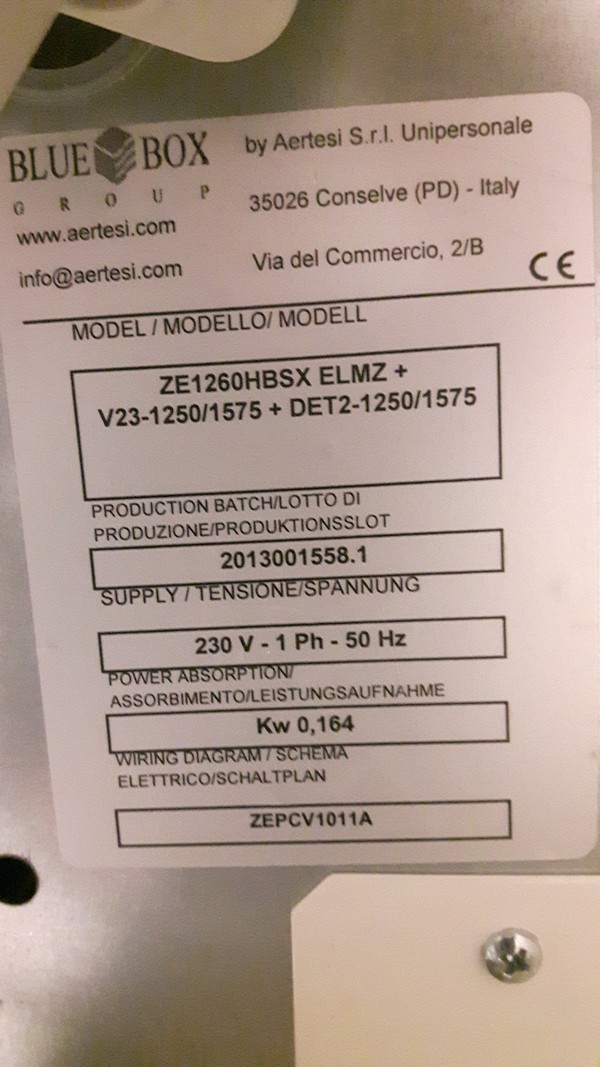 BLUE BOX
GROUP
www.aertesi.com
info@aertesi.com
by Aertesi S.r.l. Unipersonale
35026 Conselve (PD) - Italy
Via del Commercio, 2/B
CE
MODEL / MODELLO/ MODELL
ZE1260HBSX ELMZ +
V23-1250/1575 + DET2-1250/1575
PRODUCTION BATCH/LOTTO DI
PRODUZIONE/PRODUKTIONSSLOT
2013001558.1
SUPPLY / TENSIONE/SPANNUNG
230 V - 1 Ph - 50 Hz
POWER ABSORPTION/
ASSORBIMENTO/LEISTUNGSAUFNAHME
Kw 0,164
WIRING DIAGRAM / SCHEMA
ELETTRICO/SCHALTPLAN
ZEPCV1011A